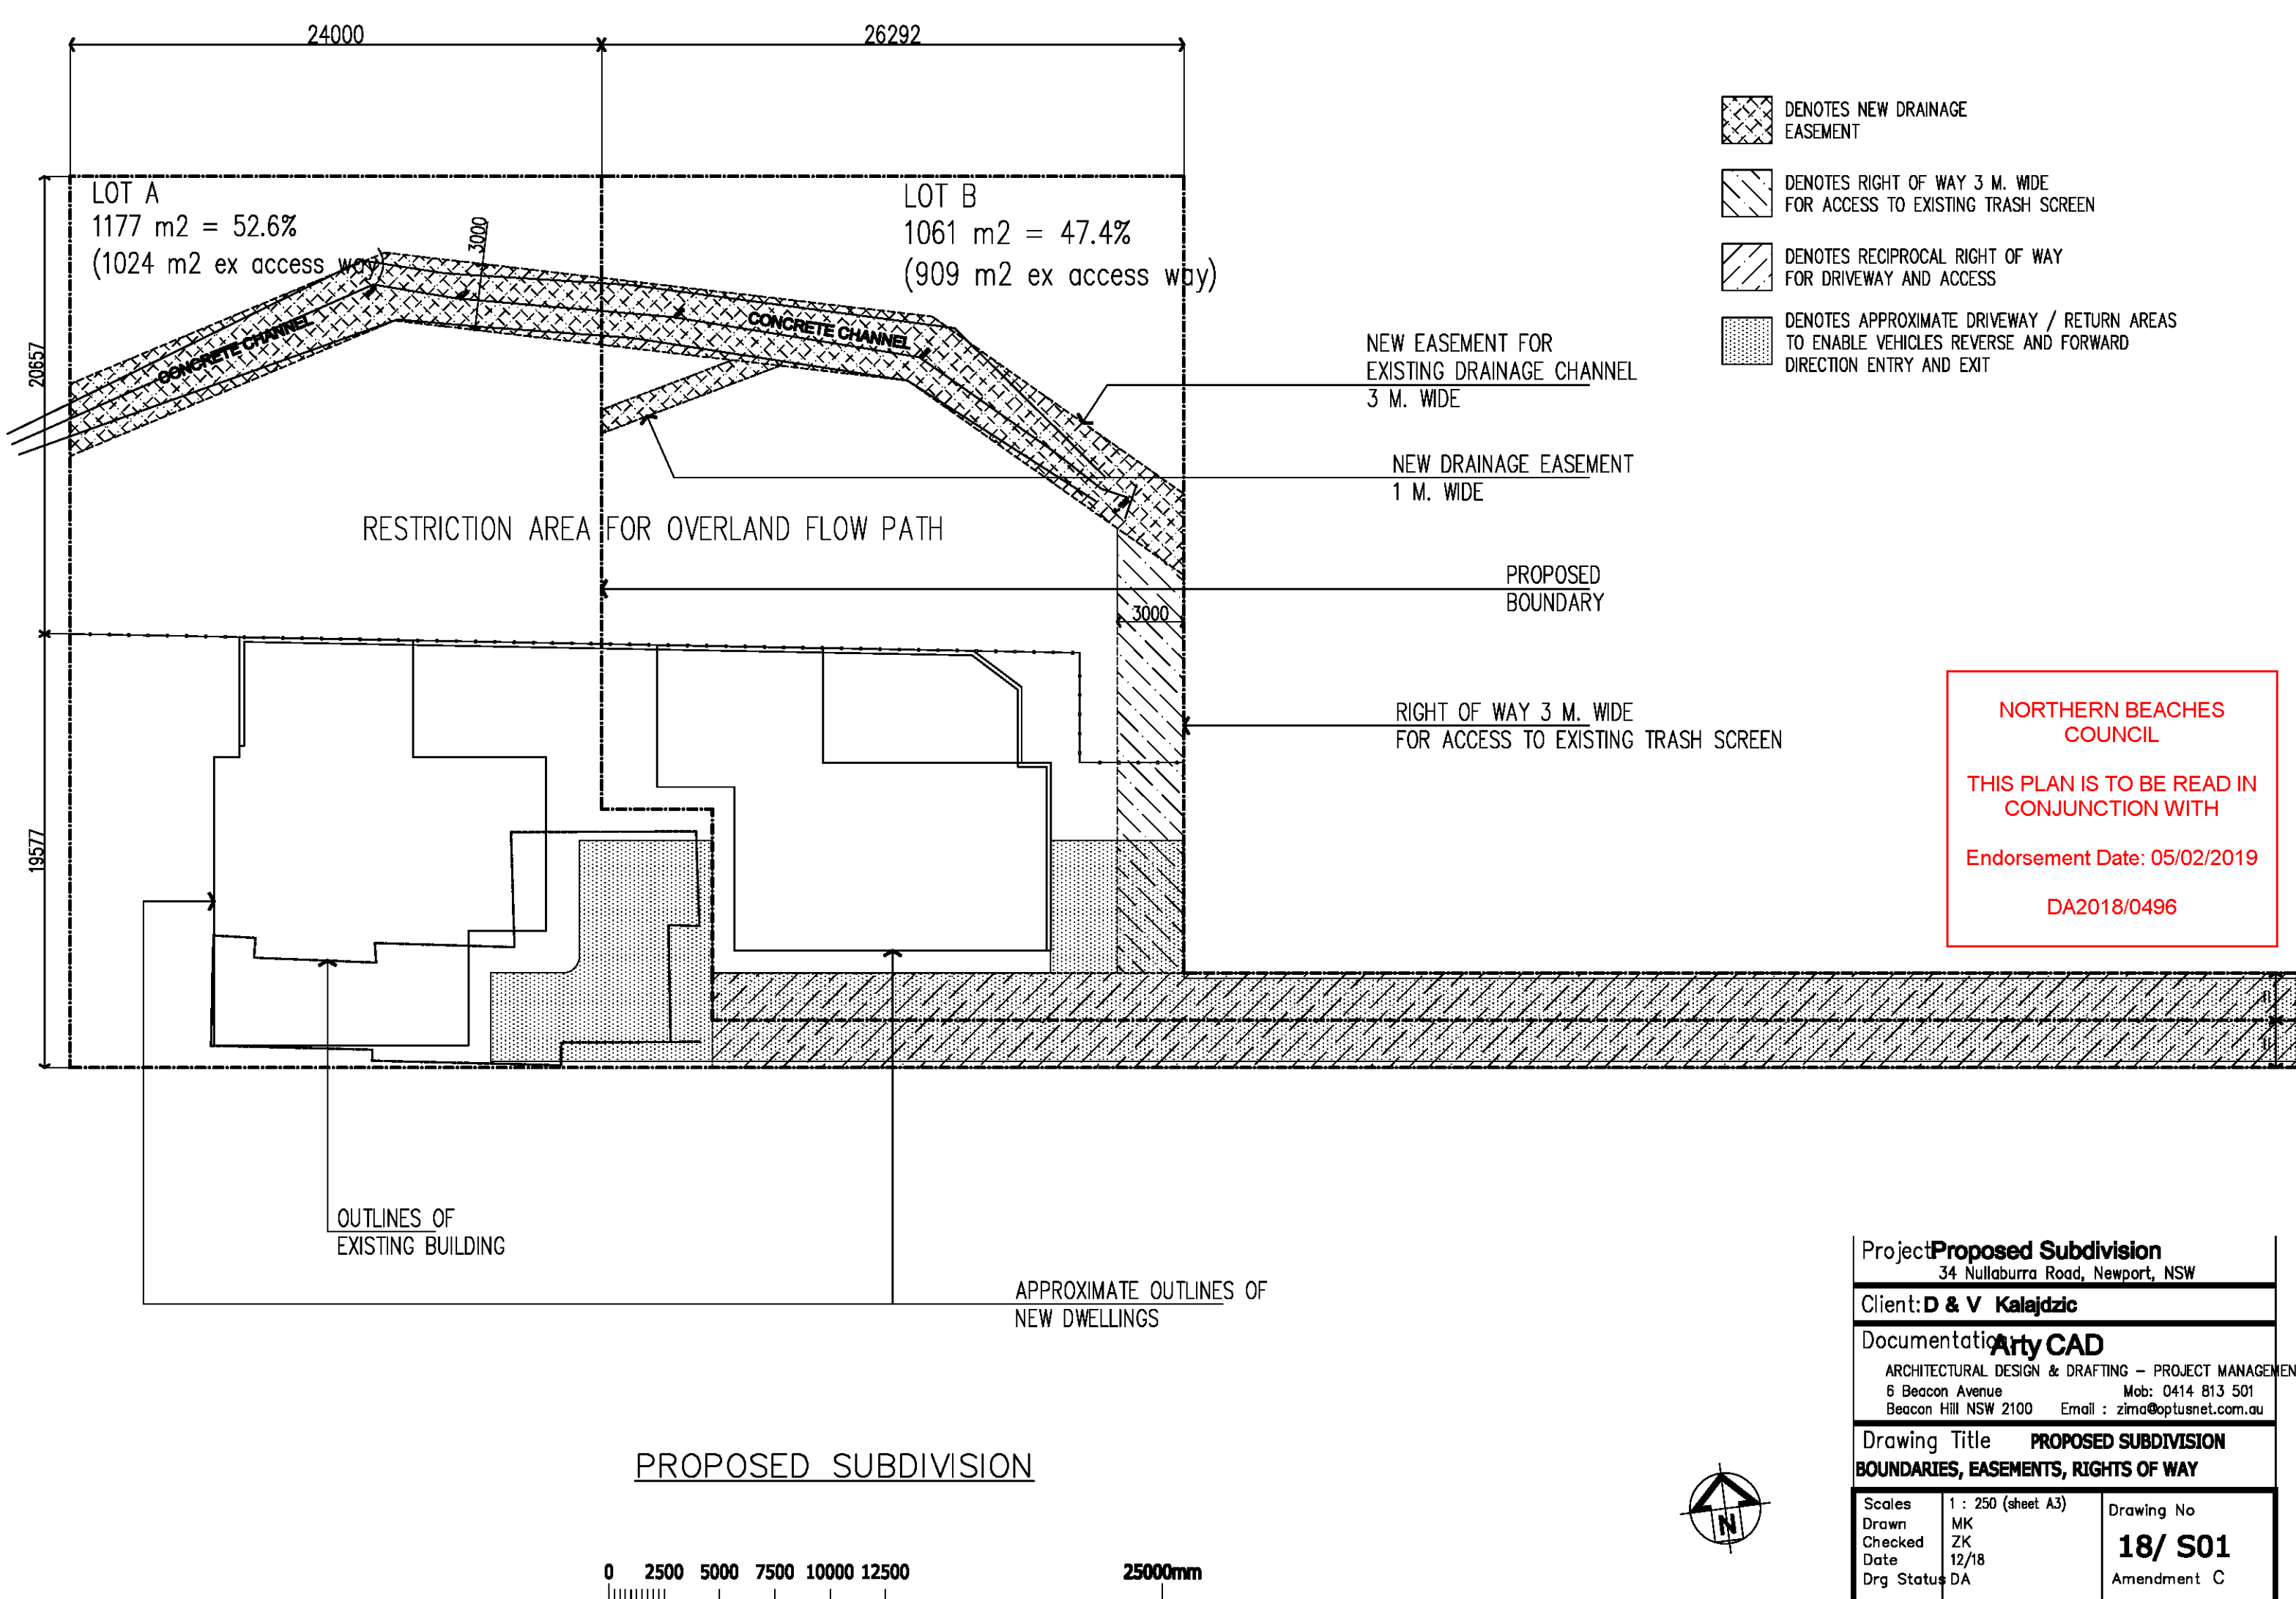 24000
26292
LOT A
1177 m2 = 52.6%
(1024 m2 ex access way)
LOT B
1061 m2 = 47.4%
(909 m2 ex access way)
3000
CONCRETE CHANNEL
CONCRETE CHANNEL
20657
19577
RESTRICTION AREA FOR OVERLAND FLOW PATH
3000
DENOTES NEW DRAINAGE
EASEMENT
DENOTES RIGHT OF WAY 3 M. WIDE
FOR ACCESS TO EXISTING TRASH SCREEN
DENOTES RECIPROCAL RIGHT OF WAY
FOR DRIVEWAY AND ACCESS
DENOTES APPROXIMATE DRIVEWAY / RETURN AREAS
TO ENABLE VEHICLES REVERSE AND FORWARD
DIRECTION ENTRY AND EXIT
NEW EASEMENT FOR
EXISTING DRAINAGE CHANNEL
3 M. WIDE
NEW DRAINAGE EASEMENT
1 M. WIDE
PROPOSED
BOUNDARY
RIGHT OF WAY 3 M. WIDE
FOR ACCESS TO EXISTING TRASH SCREEN
NORTHERN BEACHES
COUNCIL
THIS PLAN IS TO BE READ IN
CONJUNCTION WITH
Endorsement Date: 05/02/2019
DA2018/0496
=
=
OUTLINES OF
EXISTING BUILDING
APPROXIMATE OUTLINES OF
NEW DWELLINGS
PROPOSED SUBDIVISION
0 2500 5000 7500 10000 12500 25000mm
N
Project Proposed Subdivision
34 Nullaburra Road, Newport, NSW
Client: D & V Kalajdzic
Documentation: Arty CAD
ARCHITECTURAL DESIGN & DRAFTING - PROJECT MANAGEMEN
6 Beacon Avenue Mob: 0414 813 501
Beacon Hill NSW 2100 Email : zima@optusnet.com.au
Drawing Title PROPOSED SUBDIVISION
BOUNDARIES, EASEMENTS, RIGHTS OF WAY
Scales 1 : 250 (sheet A3)
Drawn MK
Checked ZK
Date 12/18
Drg Status DA
Drawing No
18/ S01
Amendment C